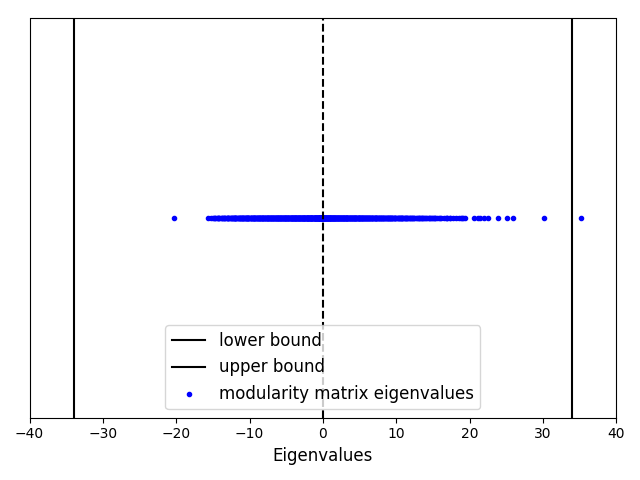 lower bound
upper bound
modularity matrix eigenvalues
−40 −30 −20 −10 0 10 20 30 40
Eigenvalues